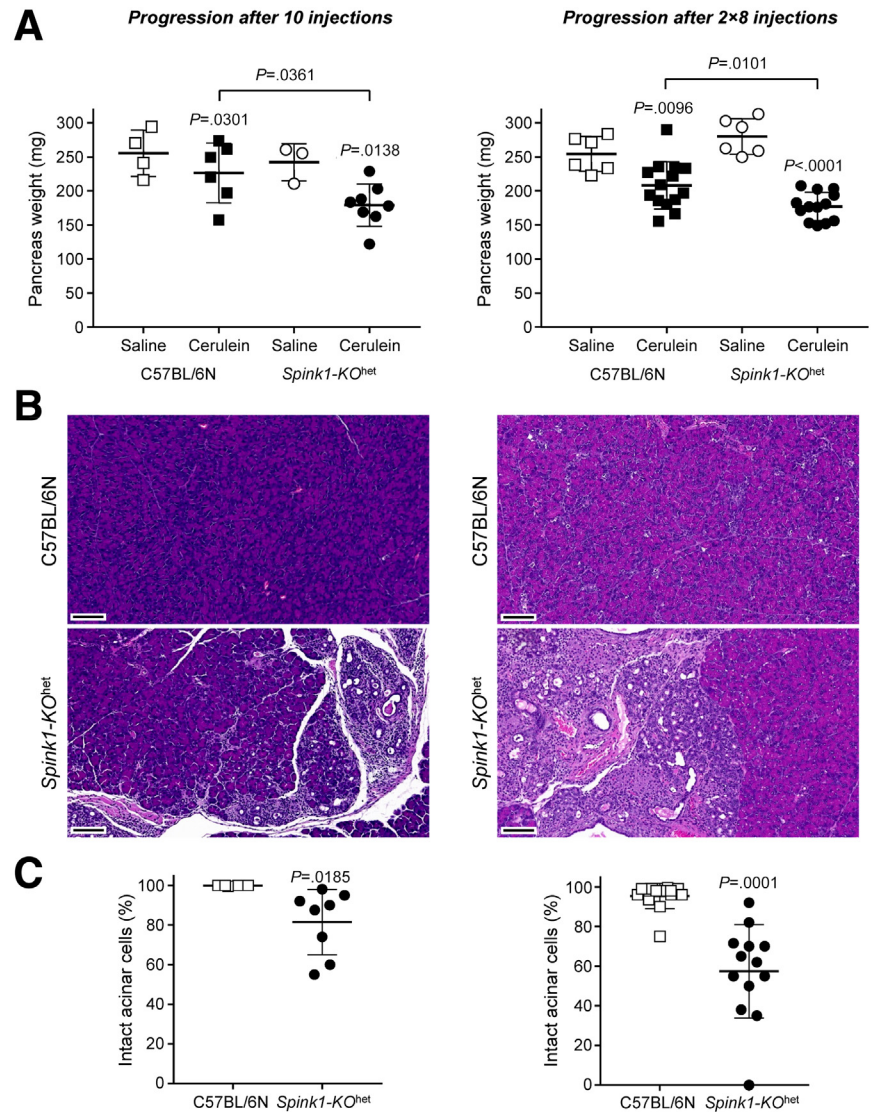 A
Progression after 10 injections
Progression after 2×8 injections
P=.0361
P=.0101
P=.0301
P=.0138
P=.0096
P<.0001
Pancreas weight (mg)
300
250
200
150
100
50
0
Saline Cerulein Saline Cerulein
C57BL/6N Spink1-KOhet
Pancreas weight (mg)
300
250
200
150
100
50
0
Saline Cerulein Saline Cerulein
C57BL/6N Spink1-KOhet
B
C57BL/6N
C57BL/6N
Spink1-KOhet
Spink1-KOhet
C
Intact acinar cells (%)
100
80
60
40
20
0
P=.0185
C57BL/6N Spink1-KOhet
Intact acinar cells (%)
100
80
60
40
20
0
P=.0001
C57BL/6N Spink1-KOhet